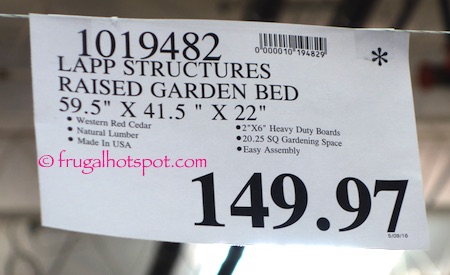 1019482
0000010194829
*
LAPP STRUCTURES
RAISED GARDEN BED
59.5" X 41.5 " X 22"
• Western Red Cedar
• Natural Lumber
• Made In USA
• 2"X6" Heavy Duty Boards
• 20.25 SQ Gardening Space
• Easy Assembly
© frugalhotspot.com
149.97
5/09/16